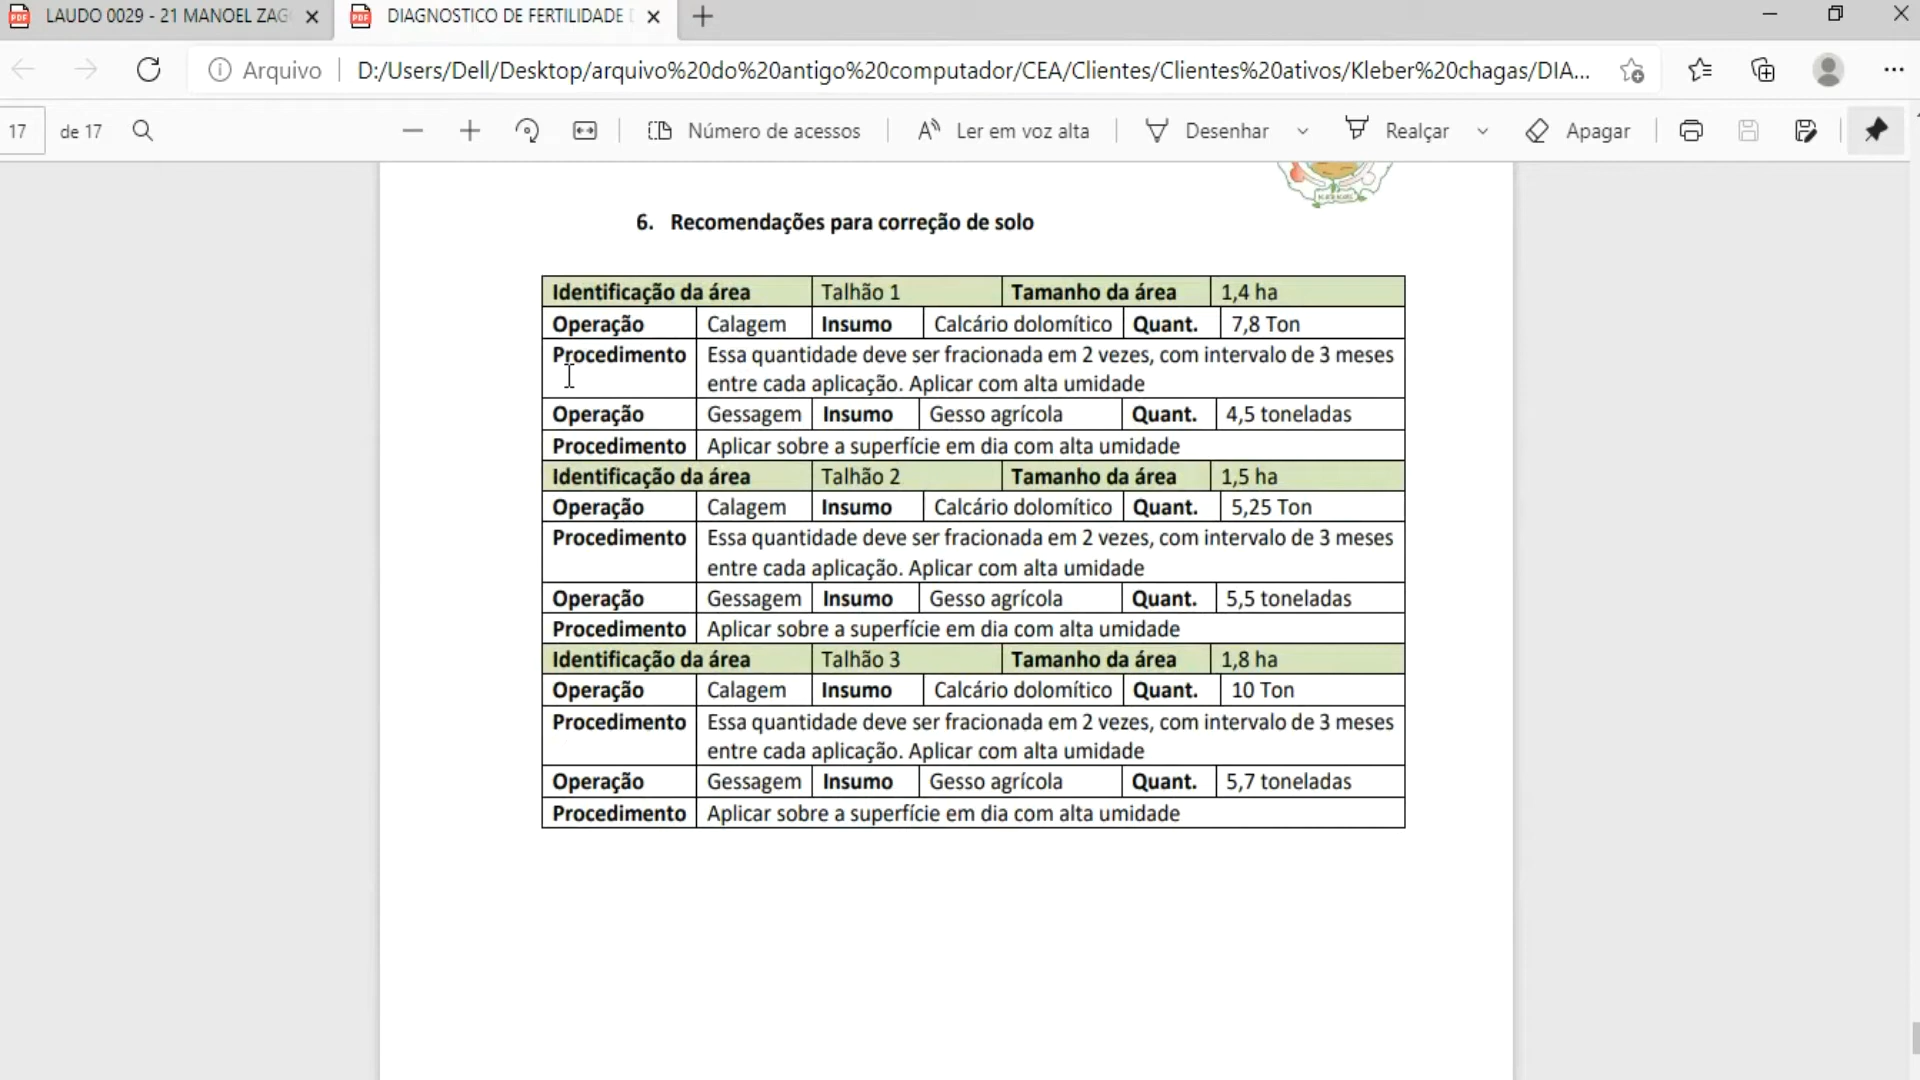 LAUDO 0029 - 21 MANOEL ZAG
DIAGNOSTICO DE FERTILIDADE
Arquivo
D:/Users/Dell/Desktop/arquivo%20do%20antigo%20computador/CEA/Clientes/Clientes%20ativos/Kleber%20chagas/DIA...
17 de 17
Número de acessos
Ler em voz alta
Desenhar
Realçar
Apagar
6. Recomendações para correção de solo
Identificação da área Talhão 1 Tamanho da área 1,4 ha
Operação Calagem Insumo Calcário dolomítico Quant. 7,8 Ton
Procedimento Essa quantidade deve ser fracionada em 2 vezes, com intervalo de 3 meses
entre cada aplicação. Aplicar com alta umidade
Operação Gessagem Insumo Gesso agrícola Quant. 4,5 toneladas
Procedimento Aplicar sobre a superfície em dia com alta umidade
Identificação da área Talhão 2 Tamanho da área 1,5 ha
Operação Calagem Insumo Calcário dolomítico Quant. 5,25 Ton
Procedimento Essa quantidade deve ser fracionada em 2 vezes, com intervalo de 3 meses
entre cada aplicação. Aplicar com alta umidade
Operação Gessagem Insumo Gesso agrícola Quant. 5,5 toneladas
Procedimento Aplicar sobre a superfície em dia com alta umidade
Identificação da área Talhão 3 Tamanho da área 1,8 ha
Operação Calagem Insumo Calcário dolomítico Quant. 10 Ton
Procedimento Essa quantidade deve ser fracionada em 2 vezes, com intervalo de 3 meses
entre cada aplicação. Aplicar com alta umidade
Operação Gessagem Insumo Gesso agrícola Quant. 5,7 toneladas
Procedimento Aplicar sobre a superfície em dia com alta umidade